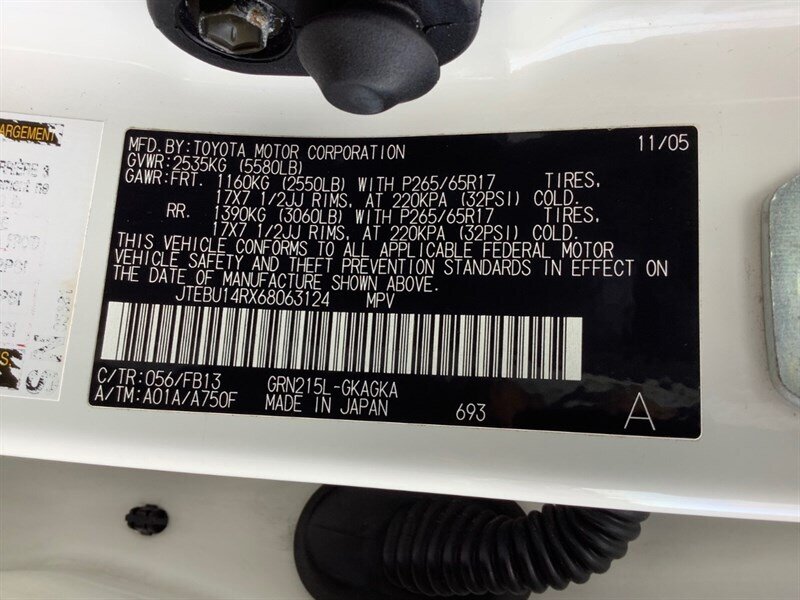 ARGEMENT
MFD.BY:TOYOTA MOTOR CORPORATION 11/05
GVWR:2535KG (5580LB)
GAWR:FRT. 1160KG (2550LB) WITH P265/65R17 TIRES,
17X7 1/2JJ RIMS, AT 220KPA (32PSI) COLD.
RR. 1390KG (3060LB) WITH P265/65R17 TIRES,
17X7 1/2JJ RIMS, AT 220KPA (32PSI) COLD.
THIS VEHICLE CONFORMS TO ALL APPLICABLE FEDERAL MOTOR
VEHICLE SAFETY AND THEFT PREVENTION STANDARDS IN EFFECT ON
THE DATE OF MANUFACTURE SHOWN ABOVE.
JTEBU14RX68063124 MPV
C/TR:056/FB13 GRN215L-GKAGKA
A/TM:A01A/A750F MADE IN JAPAN 693 A